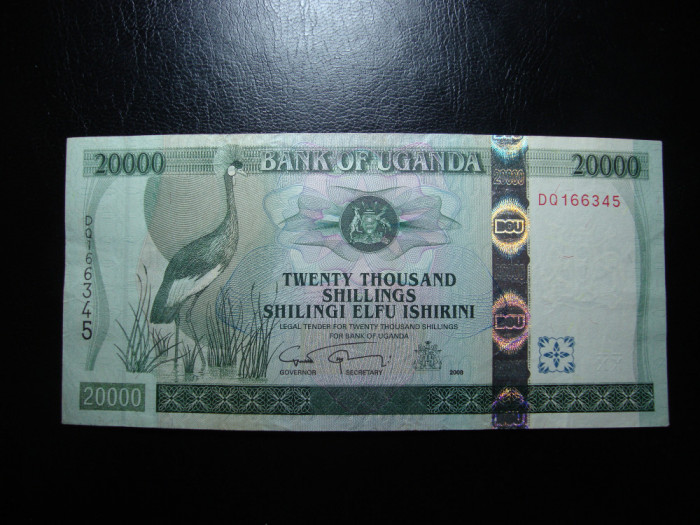 20000 BANK OF UGANDA 20000
20000
DQ166345
BOU
DQ166345
TWENTY THOUSAND
SHILLINGS
SHILINGI ELFU ISHIRINI
LEGAL TENDER FOR TWENTY THOUSAND SHILLINGS
FOR BANK OF UGANDA
BOU
GOVERNOR SECRETARY
20000